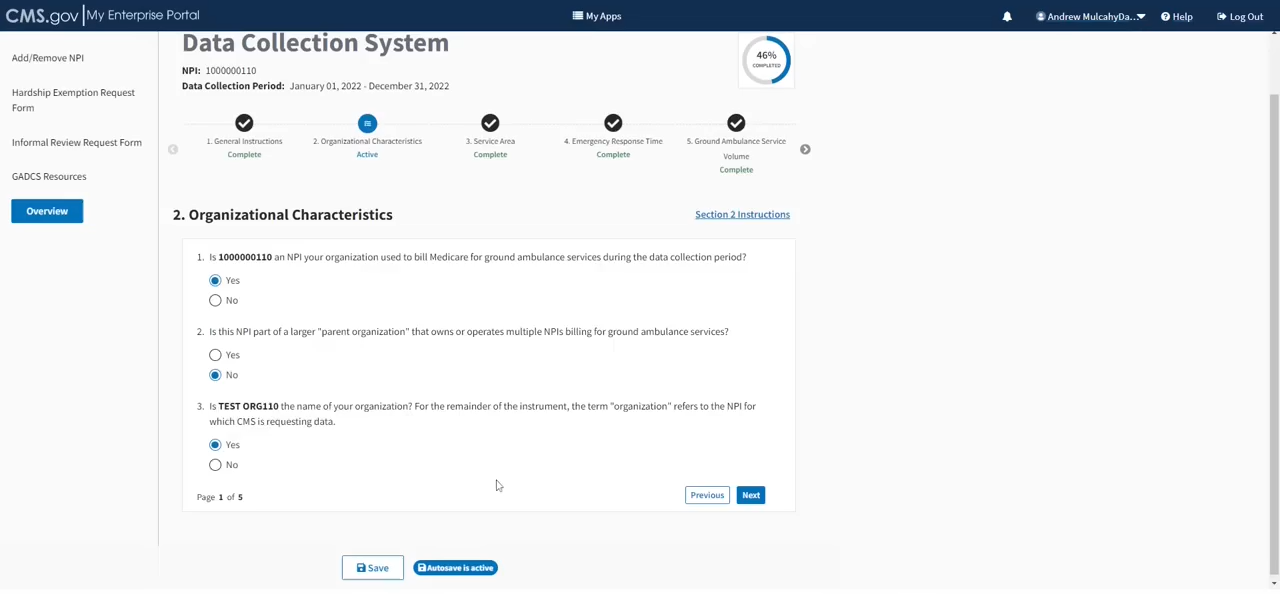 CMS.gov My Enterprise Portal
My Apps
Andrew MulcahyDa...
Help
Log Out
Add/Remove NPI
Hardship Exemption Request
Form
Informal Review Request Form
GADCS Resources
Overview
Data Collection System
NPI: 1000000110
Data Collection Period: January 01, 2022 - December 31, 2022
46%
COMPLETED
1. General Instructions
Complete
2. Organizational Characteristics
Active
3. Service Area
Complete
4. Emergency Response Time
Complete
5. Ground Ambulance Service
Volume
Complete
2. Organizational Characteristics
Section 2 Instructions
1. Is 1000000110 an NPI your organization used to bill Medicare for ground ambulance services during the data collection period?
Yes
No
2. Is this NPI part of a larger "parent organization" that owns or operates multiple NPIs billing for ground ambulance services?
Yes
No
3. Is TEST ORG110 the name of your organization? For the remainder of the instrument, the term "organization" refers to the NPI for
which CMS is requesting data.
Yes
No
Page 1 of 5
Previous
Next
Save
Autosave is active